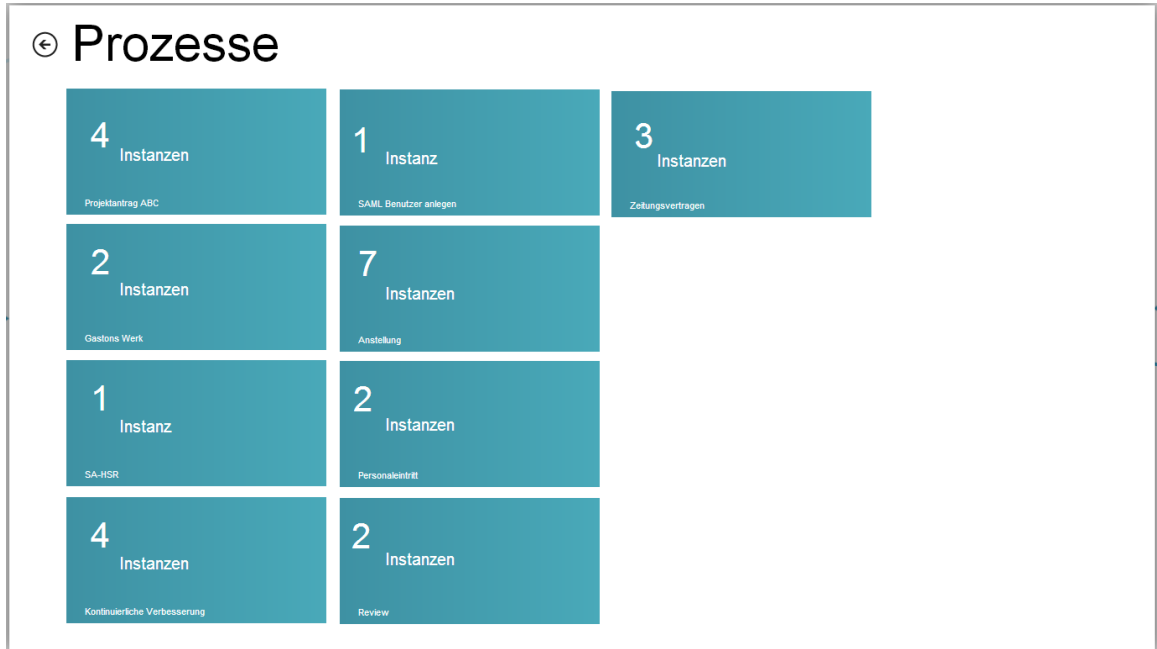 Prozesse
4
Instanzen
Projektantrag ABC
1
Instanz
SAML Benutzer anlegen
3
Instanzen
Zeitungsvertragen
2
Instanzen
Gastons Werk
7
Instanzen
Anstellung
1
Instanz
SA-HSR
2
Instanzen
Personaleintritt
4
Instanzen
Kontinuierliche Verbesserung
2
Instanzen
Review